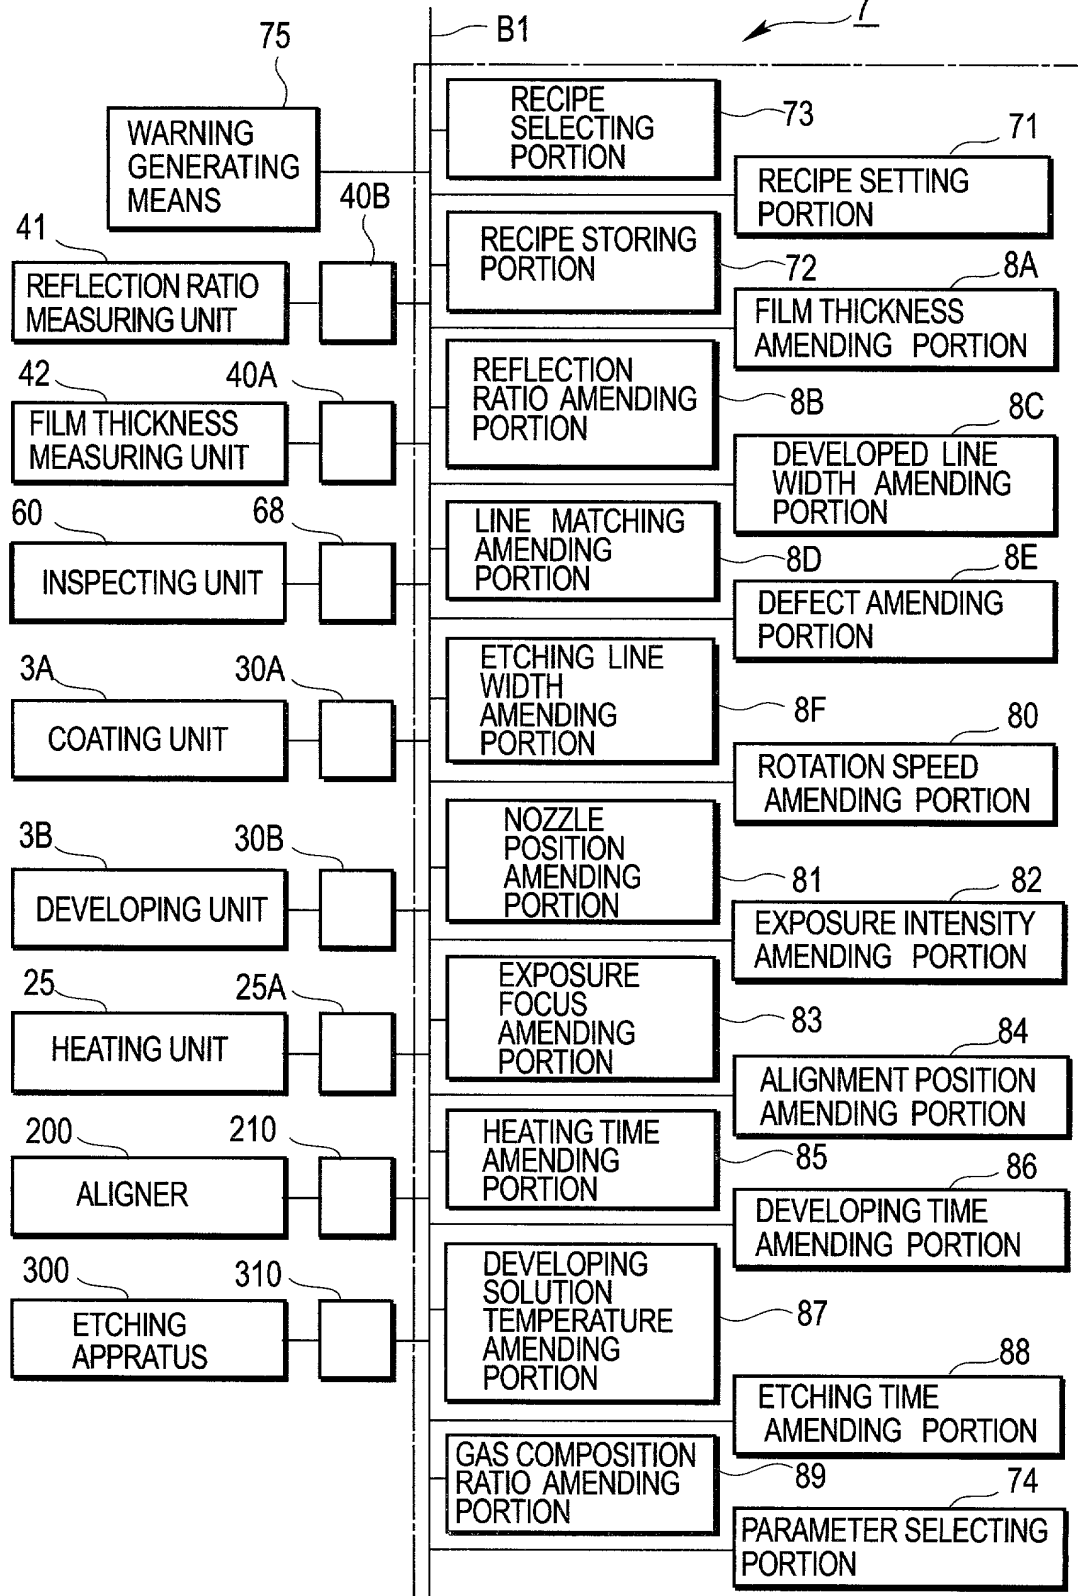 7
B1
75
WARNING
GENERATING
MEANS
RECIPE
SELECTING
PORTION
73
71
RECIPE SETTING
PORTION
40B
41
REFLECTION RATIO
MEASURING UNIT
RECIPE STORING
PORTION
72
8A
FILM THICKNESS
AMENDING PORTION
42
40A
FILM THICKNESS
MEASURING UNIT
REFLECTION
RATIO AMENDING
PORTION
8B
8C
DEVELOPED LINE
WIDTH AMENDING
PORTION
60
68
INSPECTING UNIT
LINE MATCHING
AMENDING
PORTION
8D
8E
DEFECT AMENDING
PORTION
3A
30A
COATING UNIT
ETCHING LINE
WIDTH
AMENDING
PORTION
8F
80
ROTATION SPEED
AMENDING PORTION
3B
30B
DEVELOPING UNIT
NOZZLE
POSITION
AMENDING
PORTION
81
82
EXPOSURE INTENSITY
AMENDING PORTION
25
25A
HEATING UNIT
EXPOSURE
FOCUS
AMENDING
PORTION
83
84
ALIGNMENT POSITION
AMENDING PORTION
200
210
ALIGNER
HEATING TIME
AMENDING
PORTION
85
86
DEVELOPING TIME
AMENDING PORTION
300
310
ETCHING
APPRATUS
DEVELOPING
SOLUTION
TEMPERATURE
AMENDING
PORTION
87
88
ETCHING TIME
AMENDING PORTION
GAS COMPOSITION
RATIO AMENDING
PORTION
89
74
PARAMETER SELECTING
PORTION